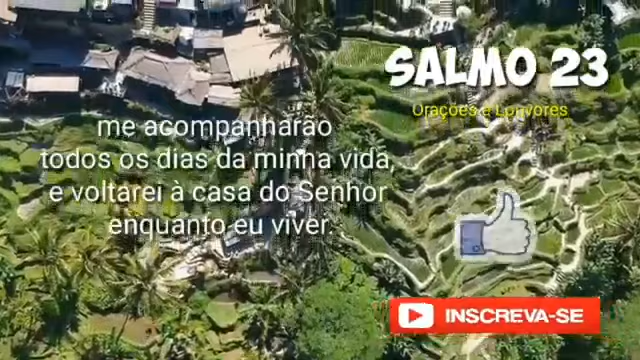 SALMO 23
Orações e Louvores
me acompanharão
todos os dias da minha vida,
e voltarei à casa do Senhor
enquanto eu viver.
INSCREVA-SE